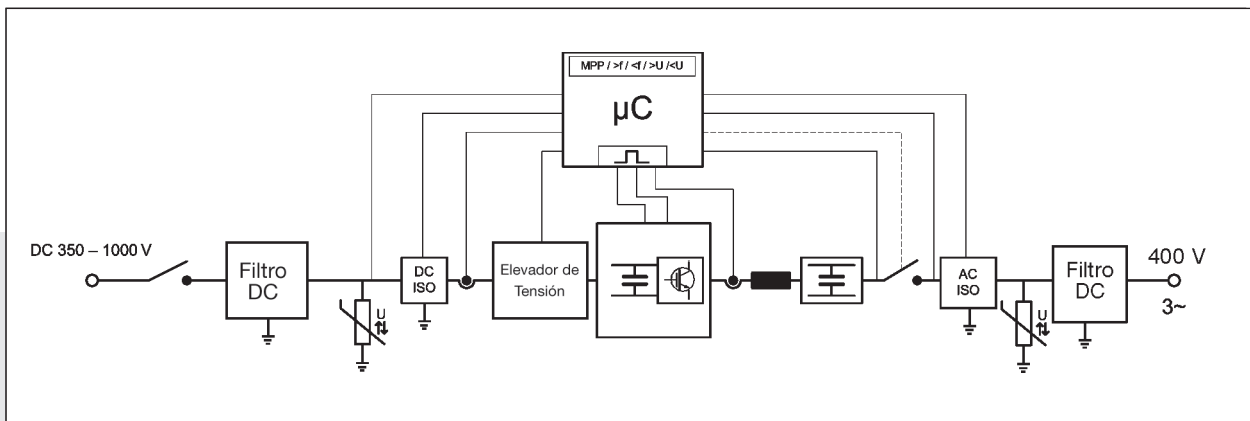 MPP / >f / <f / >U / <U
µC
DC 350 – 1000 V
Filtro
DC
U
DC
ISO
Elevador de
Tensión
AC
ISO
U
Filtro
DC
400 V
3~